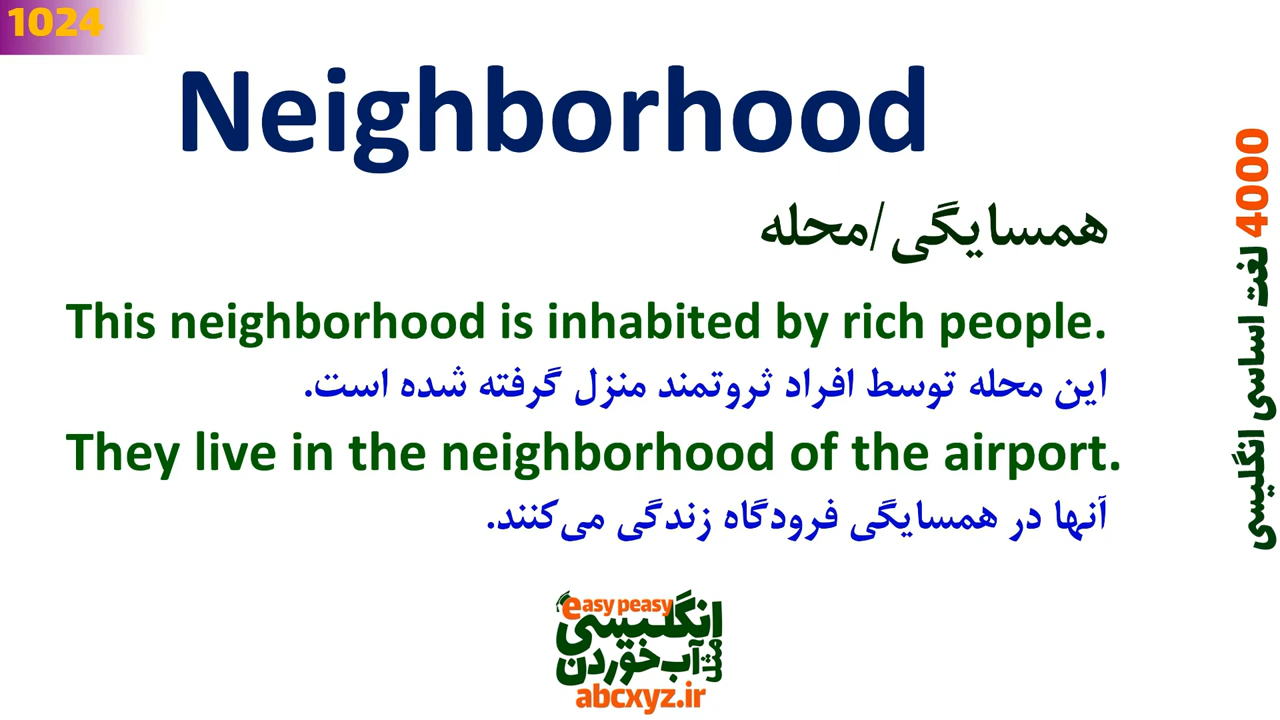 1024
Neighborhood
همسایگی/محله
This neighborhood is inhabited by rich people.
این محله توسط افراد ثروتمند منزل گرفته شده است.
They live in the neighborhood of the airport.
آنها در همسایگی فرودگاه زندگی می‌کنند.
4000 لغت اساسی انگلیسی
easy peasy
انگلیسی
مثل آب خوردن
abcxyz.ir